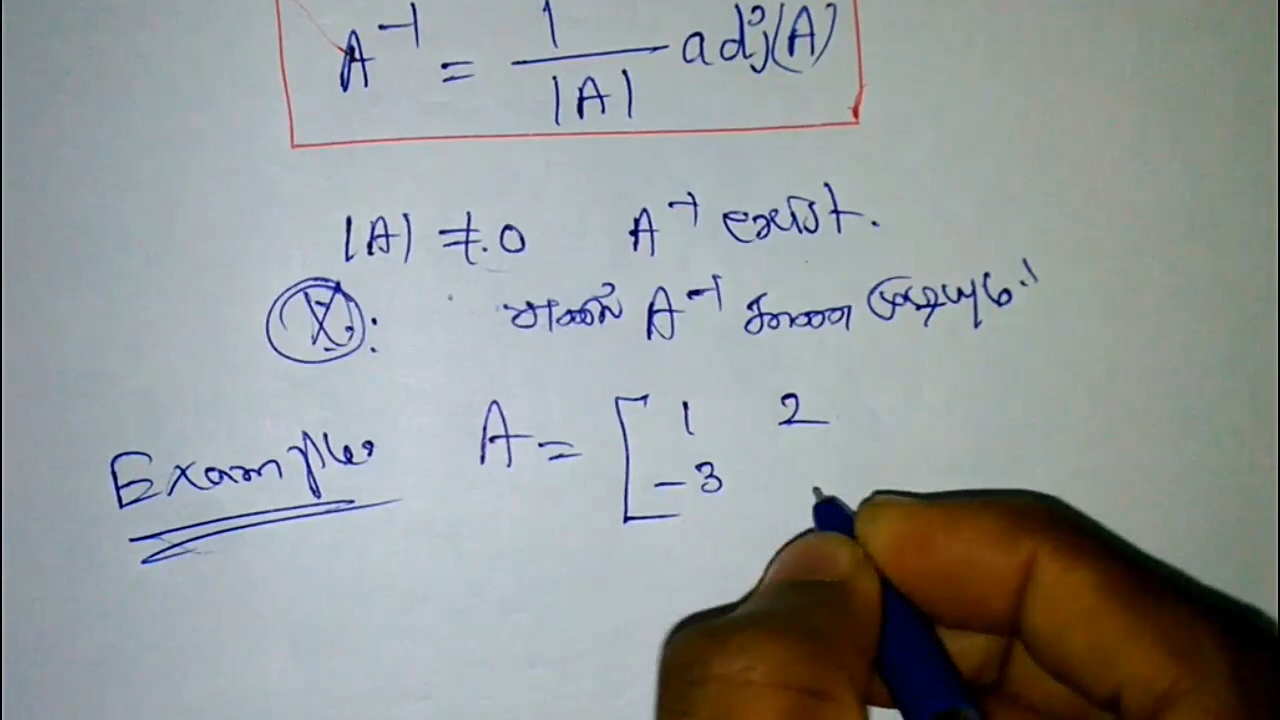 A⁻¹ = 1/|A| adj(A)
|A| ≠ 0 A⁻¹ exist.
A⁻¹ காண முடியும்.
Example A = [ 1 2
-3